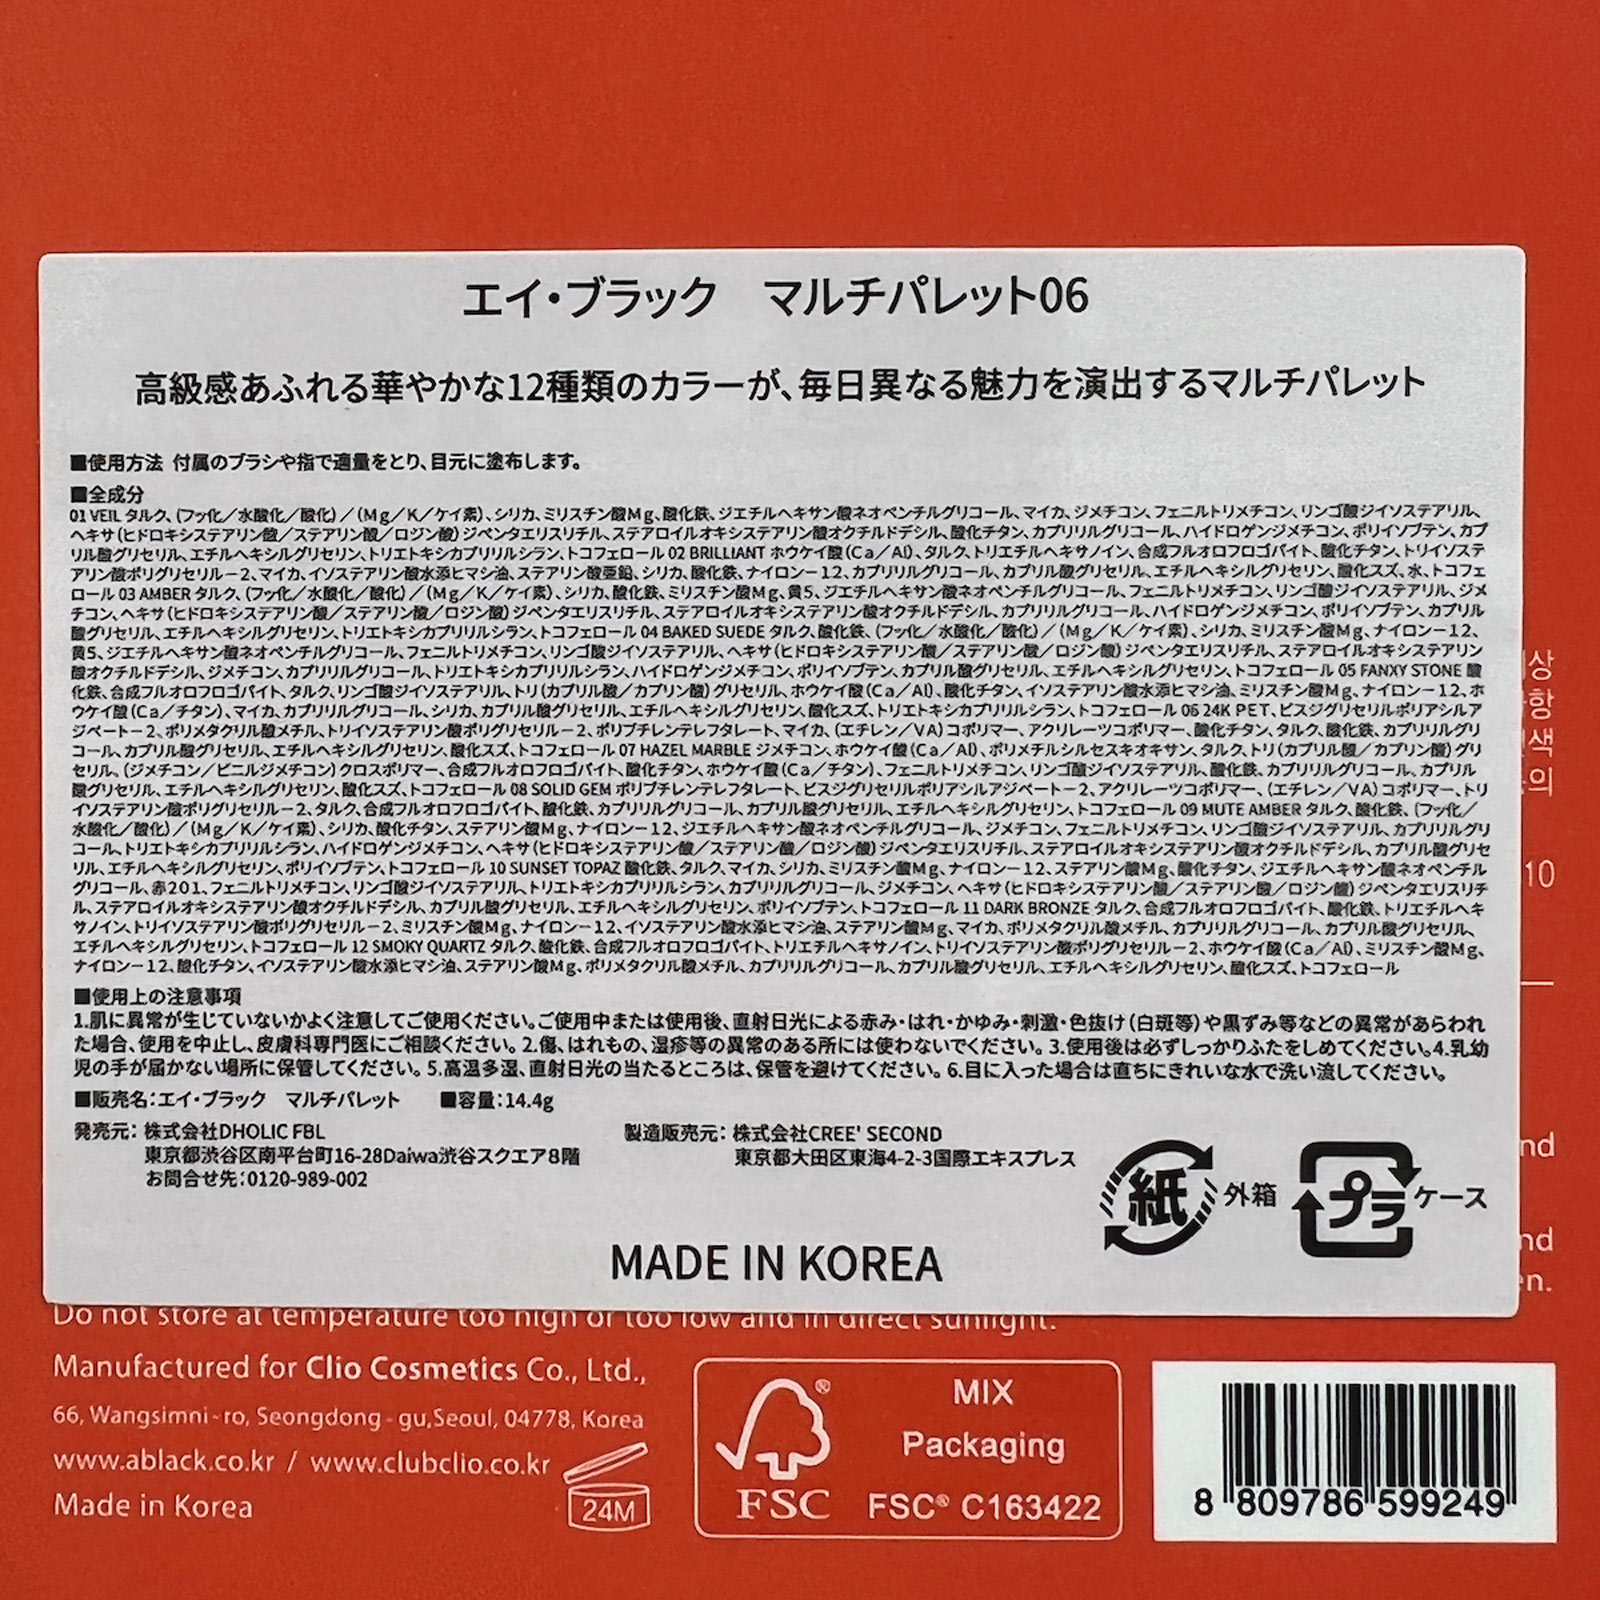 エイ・ブラック　マルチパレット06
高級感あふれる華やかな12種類のカラーが、毎日異なる魅力を演出するマルチパレット
■使用方法 付属のブラシや指で適量をとり、目元に塗布します。
■全成分
01 VEIL タルク、(フッ化／水酸化／酸化)／(Mg／K／ケイ素)、シリカ、ミリスチン酸Mg、酸化鉄、ジエチルヘキサン酸ネオペンチルグリコール、マイカ、ジメチコン、フェニルトリメチコン、リンゴ酸ジイソステアリル、
ヘキサ(ヒドロキシステアリン酸／ステアリン酸／ロジン酸)ジペンタエリスリチル、ステアロイルオキシステアリン酸オクチルドデシル、酸化チタン、カプリリルグリコール、ハイドロゲンジメチコン、ポリイソブテン、カプ
リル酸グリセリル、エチルヘキシルグリセリン、トリエトキシカプリリルシラン、トコフェロール 02 BRILLIANT ホウケイ酸(Ca／Al)、タルク、トリエチルヘキサノイン、合成フルオロフロゴパイト、酸化チタン、トリイソステ
アリン酸ポリグリセリル－2、マイカ、イソステアリン酸水添ヒマシ油、ステアリン酸亜鉛、シリカ、酸化鉄、ナイロン－12、カプリリルグリコール、カプリル酸グリセリル、エチルヘキシルグリセリン、酸化スズ、水、トコフェ
ロール 03 AMBER タルク、(フッ化／水酸化／酸化)／(Mg／K／ケイ素)、シリカ、酸化鉄、ミリスチン酸Mg、黄5、ジエチルヘキサン酸ネオペンチルグリコール、フェニルトリメチコン、リンゴ酸ジイソステアリル、ジメ
チコン、ヘキサ(ヒドロキシステアリン酸／ステアリン酸／ロジン酸)ジペンタエリスリチル、ステアロイルオキシステアリン酸オクチルドデシル、カプリリルグリコール、ハイドロゲンジメチコン、ポリイソブテン、カプリル
酸グリセリル、エチルヘキシルグリセリン、トリエトキシカプリリルシラン、トコフェロール 04 BAKED SUEDE タルク、酸化鉄、(フッ化／水酸化／酸化)／(Mg／K／ケイ素)、シリカ、ミリスチン酸Mg、ナイロン－12、
黄5、ジエチルヘキサン酸ネオペンチルグリコール、フェニルトリメチコン、リンゴ酸ジイソステアリル、ヘキサ(ヒドロキシステアリン酸／ステアリン酸／ロジン酸)ジペンタエリスリチル、ステアロイルオキシステアリン
酸オクチルドデシル、ジメチコン、カプリリルグリコール、トリエトキシカプリリルシラン、ハイドロゲンジメチコン、ポリイソブテン、カプリル酸グリセリル、エチルヘキシルグリセリン、トコフェロール 05 FANXY STONE 酸
化鉄、合成フルオロフロゴパイト、タルク、リンゴ酸ジイソステアリル、トリ(カプリル酸／カプリン酸)グリセリル、ホウケイ酸(Ca／Al)、酸化チタン、イソステアリン酸水添ヒマシ油、ミリスチン酸Mg、ナイロン－12、ホ
ウケイ酸(Ca／チタン)、マイカ、カプリリルグリコール、シリカ、カプリル酸グリセリル、エチルヘキシルグリセリン、酸化スズ、トリエトキシカプリリルシラン、トコフェロール 06 24K PET、ビスジグリセリルポリアシルア
ジペート－2、ポリメタクリル酸メチル、トリイソステアリン酸ポリグリセリル－2、ポリブチレンテレフタレート、マイカ、(エチレン／VA)コポリマー、アクリレーツコポリマー、酸化チタン、タルク、酸化鉄、カプリリルグリ
コール、カプリル酸グリセリル、エチルヘキシルグリセリン、酸化スズ、トコフェロール 07 HAZEL MARBLE ジメチコン、ホウケイ酸(Ca／Al)、ポリメチルシルセスキオキサン、タルク、トリ(カプリル酸／カプリン酸)グリ
セリル、(ジメチコン／ビニルジメチコン)クロスポリマー、合成フルオロフロゴパイト、酸化チタン、ホウケイ酸(Ca／チタン)、フェニルトリメチコン、リンゴ酸ジイソステアリル、酸化鉄、カプリリルグリコール、カプリル
酸グリセリル、エチルヘキシルグリセリン、酸化スズ、トコフェロール 08 SOLID GEM ポリブチレンテレフタレート、ビスジグリセリルポリアシルアジペート－2、アクリレーツコポリマー、(エチレン／VA)コポリマー、トリ
イソステアリン酸ポリグリセリル－2、タルク、合成フルオロフロゴパイト、酸化鉄、カプリリルグリコール、カプリル酸グリセリル、エチルヘキシルグリセリン、トコフェロール 09 MUTE AMBER タルク、酸化鉄、(フッ化／
水酸化／酸化)／(Mg／K／ケイ素)、シリカ、酸化チタン、ステアリン酸Mg、ナイロン－12、ジエチルヘキサン酸ネオペンチルグリコール、ジメチコン、フェニルトリメチコン、リンゴ酸ジイソステアリル、カプリリルグリ
コール、トリエトキシカプリリルシラン、ハイドロゲンジメチコン、ヘキサ(ヒドロキシステアリン酸／ステアリン酸／ロジン酸)ジペンタエリスリチル、ステアロイルオキシステアリン酸オクチルドデシル、カプリル酸グリセ
リル、エチルヘキシルグリセリン、ポリイソブテン、トコフェロール 10 SUNSET TOPAZ 酸化鉄、タルク、マイカ、シリカ、ミリスチン酸Mg、ナイロン－12、ステアリン酸Mg、酸化チタン、ジエチルヘキサン酸ネオペンチル
グリコール、赤201、フェニルトリメチコン、リンゴ酸ジイソステアリル、トリエトキシカプリリルシラン、カプリリルグリコール、ジメチコン、ヘキサ(ヒドロキシステアリン酸／ステアリン酸／ロジン酸)ジペンタエリスリチ
ル、ステアロイルオキシステアリン酸オクチルドデシル、カプリル酸グリセリル、エチルヘキシルグリセリン、ポリイソブテン、トコフェロール 11 DARK BRONZE タルク、合成フルオロフロゴパイト、酸化鉄、トリエチルヘキ
サノイン、トリイソステアリン酸ポリグリセリル－2、ミリスチン酸Mg、ナイロン－12、イソステアリン酸水添ヒマシ油、ステアリン酸Mg、マイカ、ポリメタクリル酸メチル、カプリリルグリコール、カプリル酸グリセリル、
エチルヘキシルグリセリン、トコフェロール 12 SMOKY QUARTZ タルク、酸化鉄、合成フルオロフロゴパイト、トリエチルヘキサノイン、トリイソステアリン酸ポリグリセリル－2、ホウケイ酸(Ca／Al)、ミリスチン酸Mg、
ナイロン－12、酸化チタン、イソステアリン酸水添ヒマシ油、ステアリン酸Mg、ポリメタクリル酸メチル、カプリリルグリコール、カプリル酸グリセリル、エチルヘキシルグリセリン、酸化スズ、トコフェロール
■使用上の注意事項
1.肌に異常が生じていないかよく注意してご使用ください。ご使用中または使用後、直射日光による赤み・はれ・かゆみ・刺激・色抜け(白斑等)や黒ずみ等などの異常があらわれ
た場合、使用を中止し、皮膚科専門医にご相談ください。2.傷、はれもの、湿疹等の異常のある所には使わないでください。3.使用後は必ずしっかりふたをしめてください。4.乳幼
児の手が届かない場所に保管してください。5.高温多湿、直射日光の当たるところは、保管を避けてください。6.目に入った場合は直ちにきれいな水で洗い流してください。
■販売名:エイ・ブラック　マルチパレット　■容量:14.4g
発売元: 株式会社DHOLIC FBL
東京都渋谷区南平台町16-28Daiwa渋谷スクエア8階
お問合せ先:0120-989-002
製造販売元: 株式会社CREE' SECOND
東京都大田区東海4-2-3国際エキスプレス
紙 外箱 プラ ケース
MADE IN KOREA
상
항
색
의
10
nd
nd
en.
Do not store at temperature too high or too low and in direct sunlight.
Manufactured for Clio Cosmetics Co., Ltd.,
66, Wangsimni-ro, Seongdong-gu,Seoul, 04778, Korea
www.ablack.co.kr / www.clubclio.co.kr
Made in Korea
24M
FSC®
MIX
Packaging
FSC® C163422
8 809786 599249